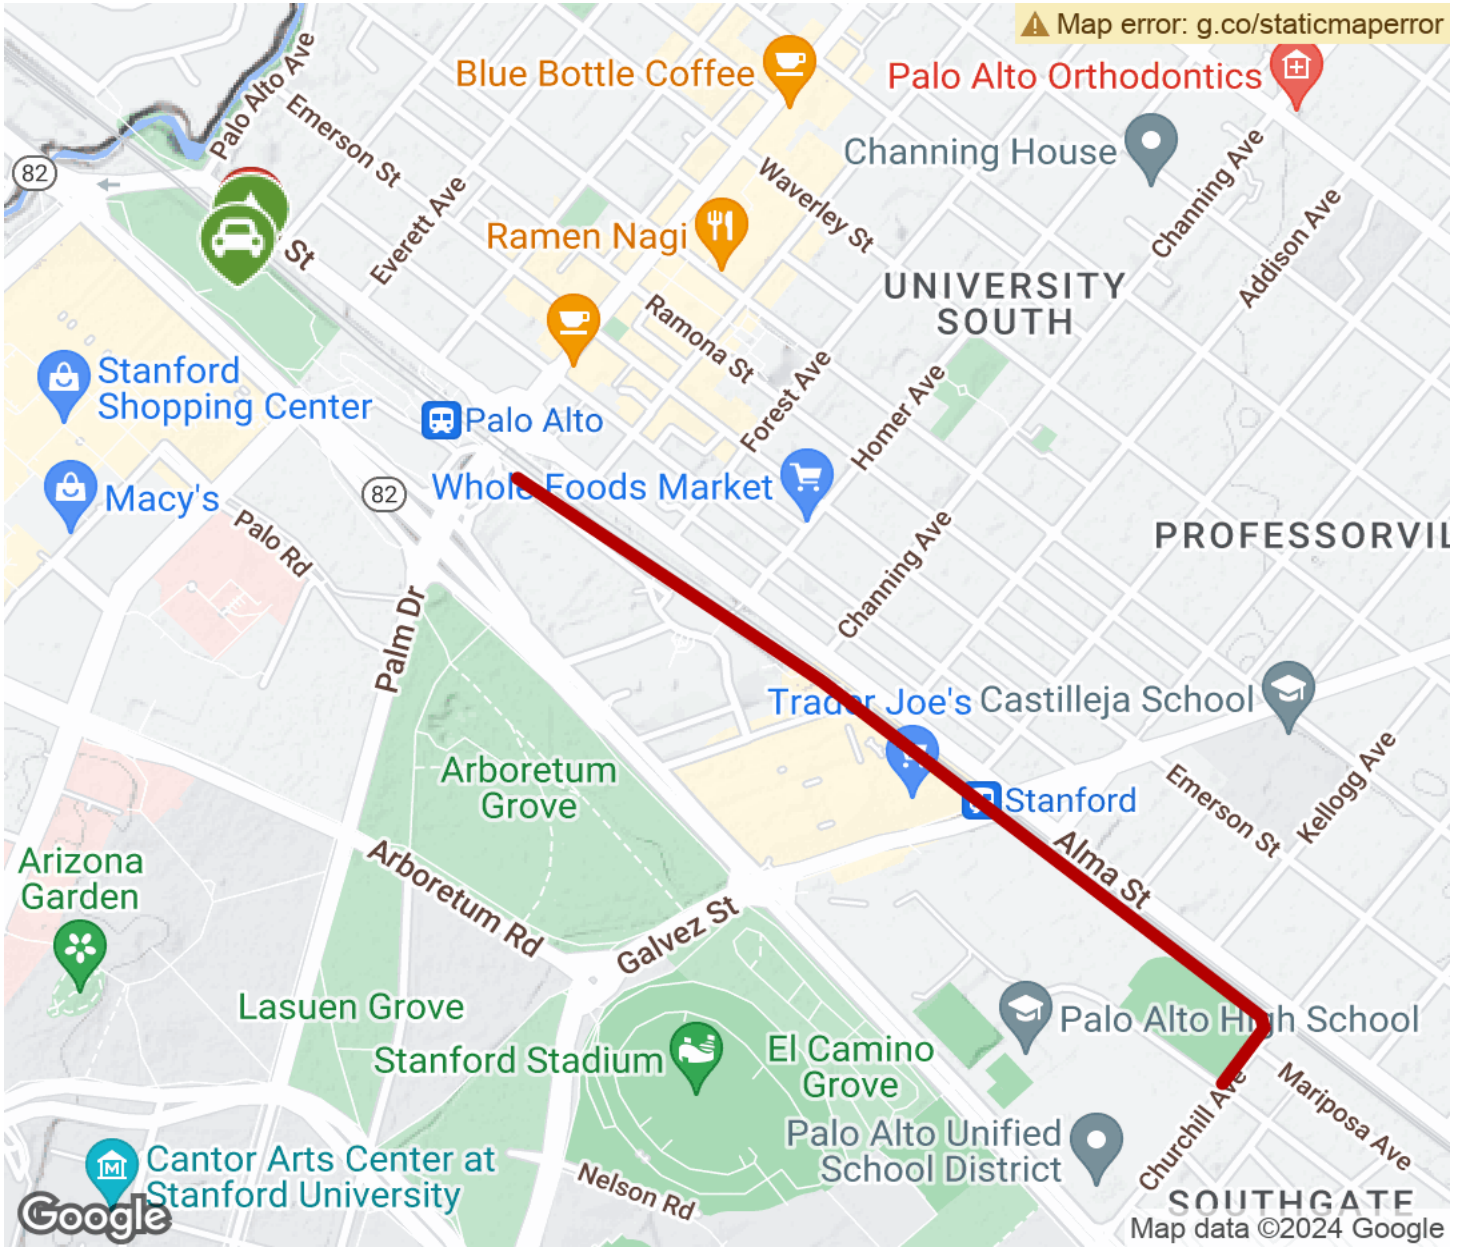 Map error: g.co/staticmaperror
Palo Alto Ave
Blue Bottle Coffee
Palo Alto Orthodontics
Emerson St
Channing House
82
Channing Ave
Waverley St
Everett Ave
Addison Ave
Ramen Nagi
St
UNIVERSITY
SOUTH
Ramona St
Forest Ave
Homer Ave
Stanford
Shopping Center
Palo Alto
Whole Foods Market
82
Macy's
Palo Rd
Channing Ave
PROFESSORVIL
Palm Dr
Trader Joe's
Castilleja School
Arboretum
Grove
Stanford
Emerson St
Kellogg Ave
Alma St
Arizona
Garden
Arboretum Rd
Galvez St
Lasuen Grove
Palo Alto High School
Stanford Stadium
El Camino
Grove
Churchill Ave
Mariposa Ave
Palo Alto Unified
School District
Cantor Arts Center at
Stanford University
Nelson Rd
SOUTHGATE
Google
Map data ©2024 Google